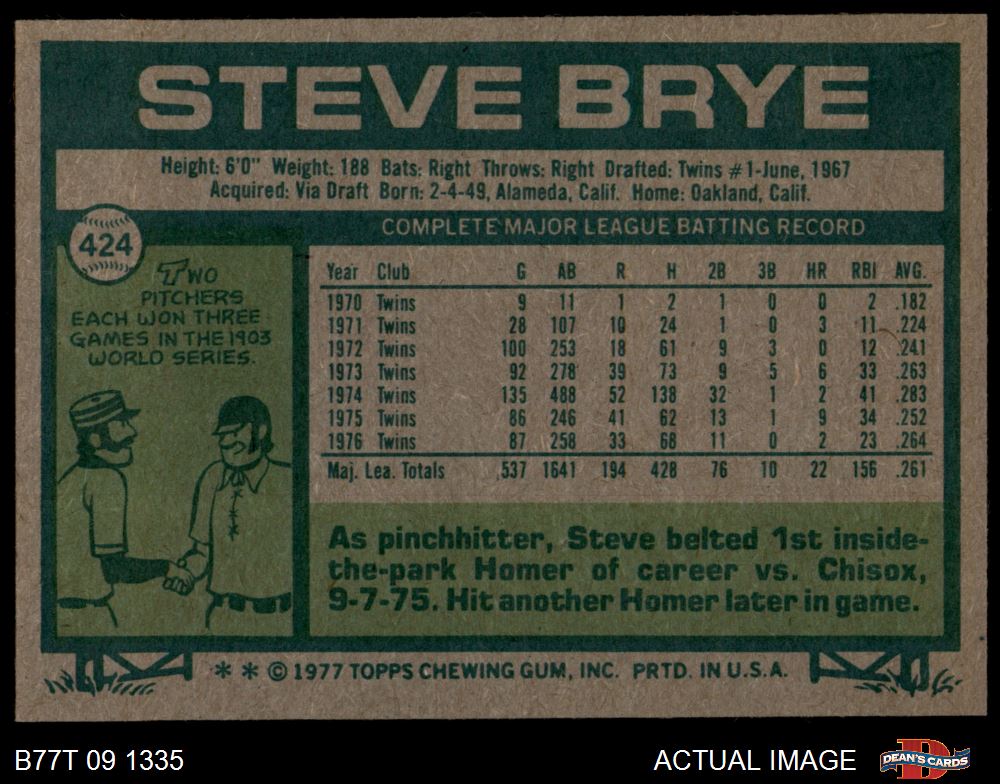 STEVE BRYE
Height: 6'0" Weight: 188 Bats: Right Throws: Right Drafted: Twins #1-June, 1967
Acquired: Via Draft Born: 2-4-49, Alameda, Calif. Home: Oakland, Calif.
424
TWO
PITCHERS
EACH WON THREE
GAMES IN THE 1903
WORLD SERIES.
COMPLETE MAJOR LEAGUE BATTING RECORD
Year Club G AB R H 2B 3B HR RBI AVG.
1970 Twins 9 11 1 2 1 0 0 2 .182
1971 Twins 28 107 10 24 1 0 3 11 .224
1972 Twins 100 253 18 61 9 3 0 12 .241
1973 Twins 92 278 39 73 9 5 6 33 .263
1974 Twins 135 488 52 138 32 1 2 41 .283
1975 Twins 86 246 41 62 13 1 9 34 .252
1976 Twins 87 258 33 68 11 0 2 23 .264
Maj. Lea. Totals 537 1641 194 428 76 10 22 156 .261
As pinchhitter, Steve belted 1st inside-
the-park Homer of career vs. Chisox,
9-7-75. Hit another Homer later in game.
* * © 1977 TOPPS CHEWING GUM, INC. PRTD. IN U.S.A.
B77T 09 1335 ACTUAL IMAGE DEAN'S CARDS